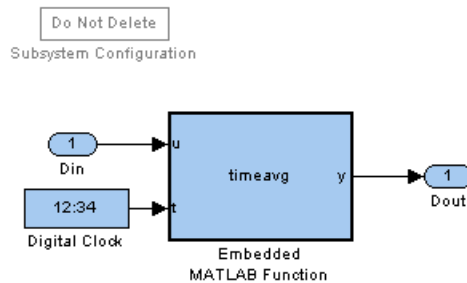 Do Not Delete
Subsystem Configuration
1
u
Din
timeavg
y
1
Dout
12:34
t
Digital Clock
Embedded
MATLAB Function